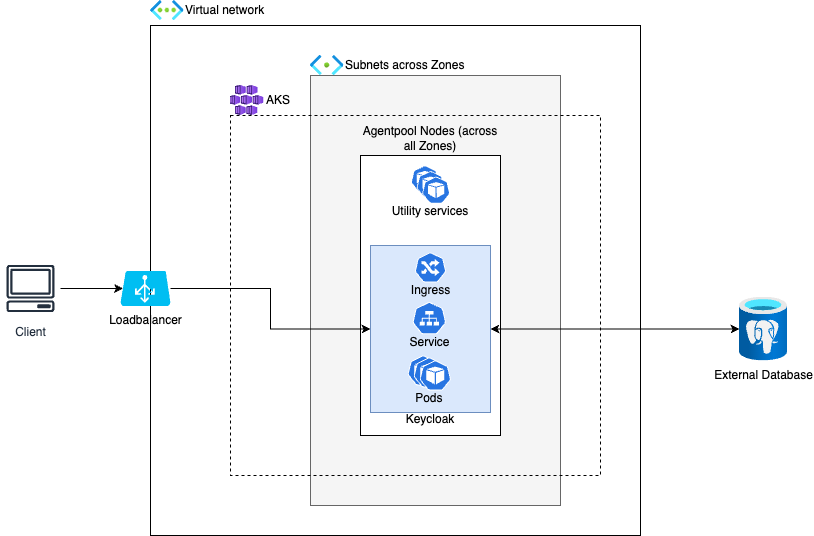 Virtual network
Subnets across Zones
AKS
Agentpool Nodes (across
all Zones)
Utility services
Ingress
Service
Pods
Keycloak
Client
Loadbalancer
External Database